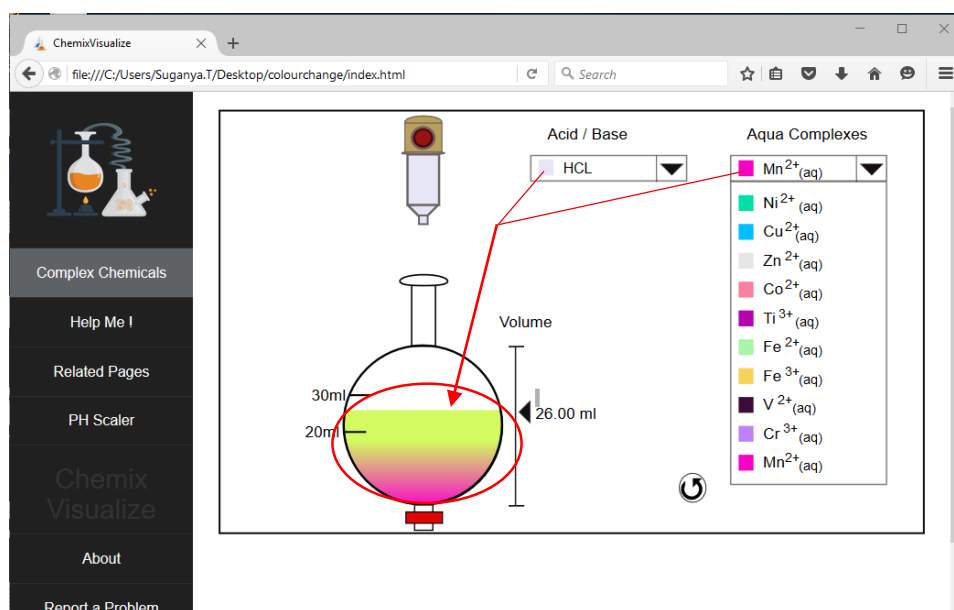 ChemixVisualize
file:///C:/Users/Suganya.T/Desktop/colourchange/index.html
Search
Complex Chemicals
Help Me !
Related Pages
PH Scaler
Chemix
Visualize
About
Report a Problem
Acid / Base
HCL
Aqua Complexes
Mn2+(aq)
Ni2+ (aq)
Cu2+(aq)
Zn2+(aq)
Co2+(aq)
Ti3+(aq)
Fe2+(aq)
Fe3+(aq)
V2+(aq)
Cr3+(aq)
Mn2+(aq)
Volume
30ml
26.00 ml
20ml